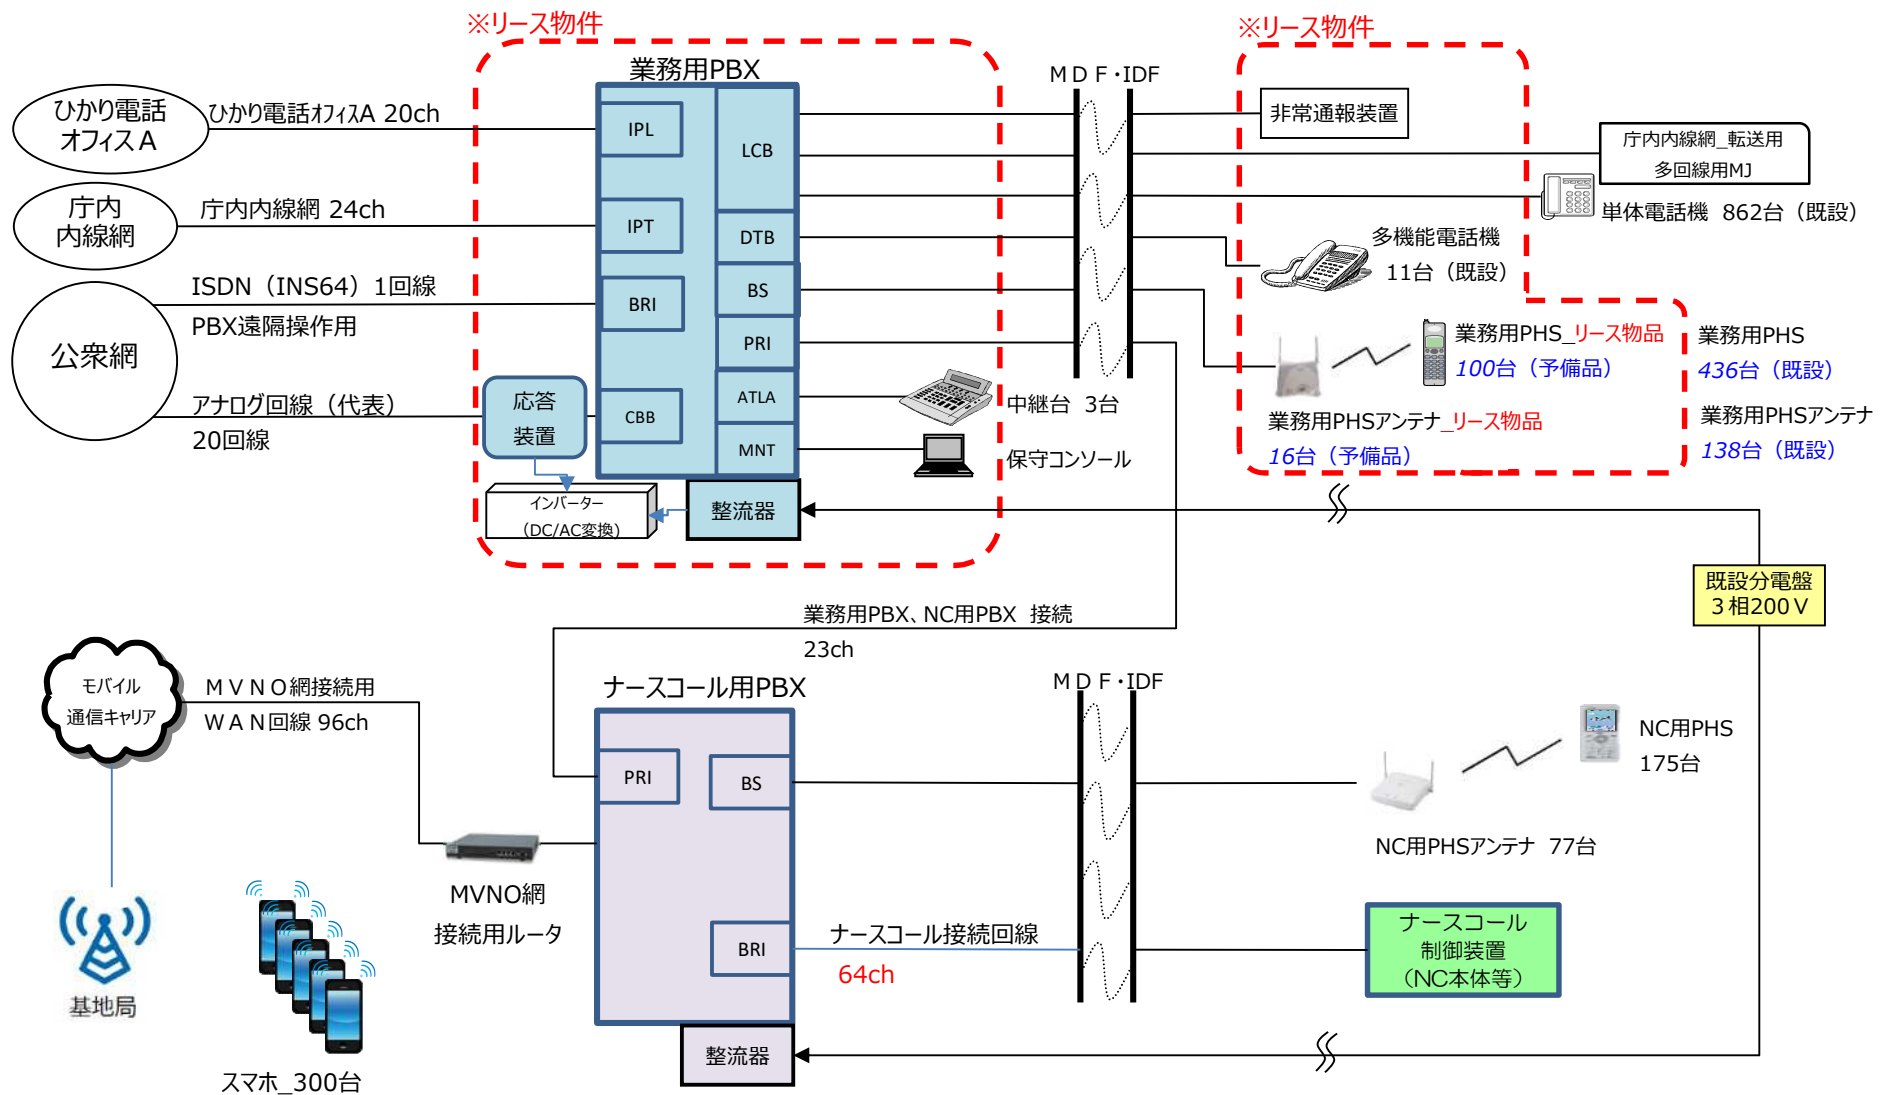 ※リース物件
※リース物件
業務用PBX
ＭＤＦ・IDF
ひかり電話
オフィスＡ
ひかり電話オフィスA 20ch
IPL
LCB
非常通報装置
庁内内線網_転送用
多回線用MJ
庁内
内線網
庁内内線網 24ch
IPT
DTB
単体電話機 862台（既設）
多機能電話機
11台（既設）
公衆網
ISDN（INS64）1回線
PBX遠隔操作用
BRI
BS
PRI
業務用PHS_リース物品
100台（予備品）
業務用PHS
436台（既設）
アナログ回線（代表）
20回線
応答
装置
CBB
ATLA
MNT
中継台 3台
保守コンソール
業務用PHSアンテナ_リース物品
16台（予備品）
業務用PHSアンテナ
138台（既設）
インバーター
（DC/AC変換）
整流器
既設分電盤
３相200Ｖ
業務用PBX、NC用PBX 接続
23ch
モバイル
通信キャリア
ＭＶＮＯ網接続用
ＷＡＮ回線 96ch
ナースコール用PBX
ＭＤＦ・IDF
PRI
BS
NC用PHS
175台
NC用PHSアンテナ 77台
MVNO網
接続用ルータ
BRI
ナースコール接続回線
64ch
ナースコール
制御装置
（NC本体等）
基地局
スマホ_300台
整流器